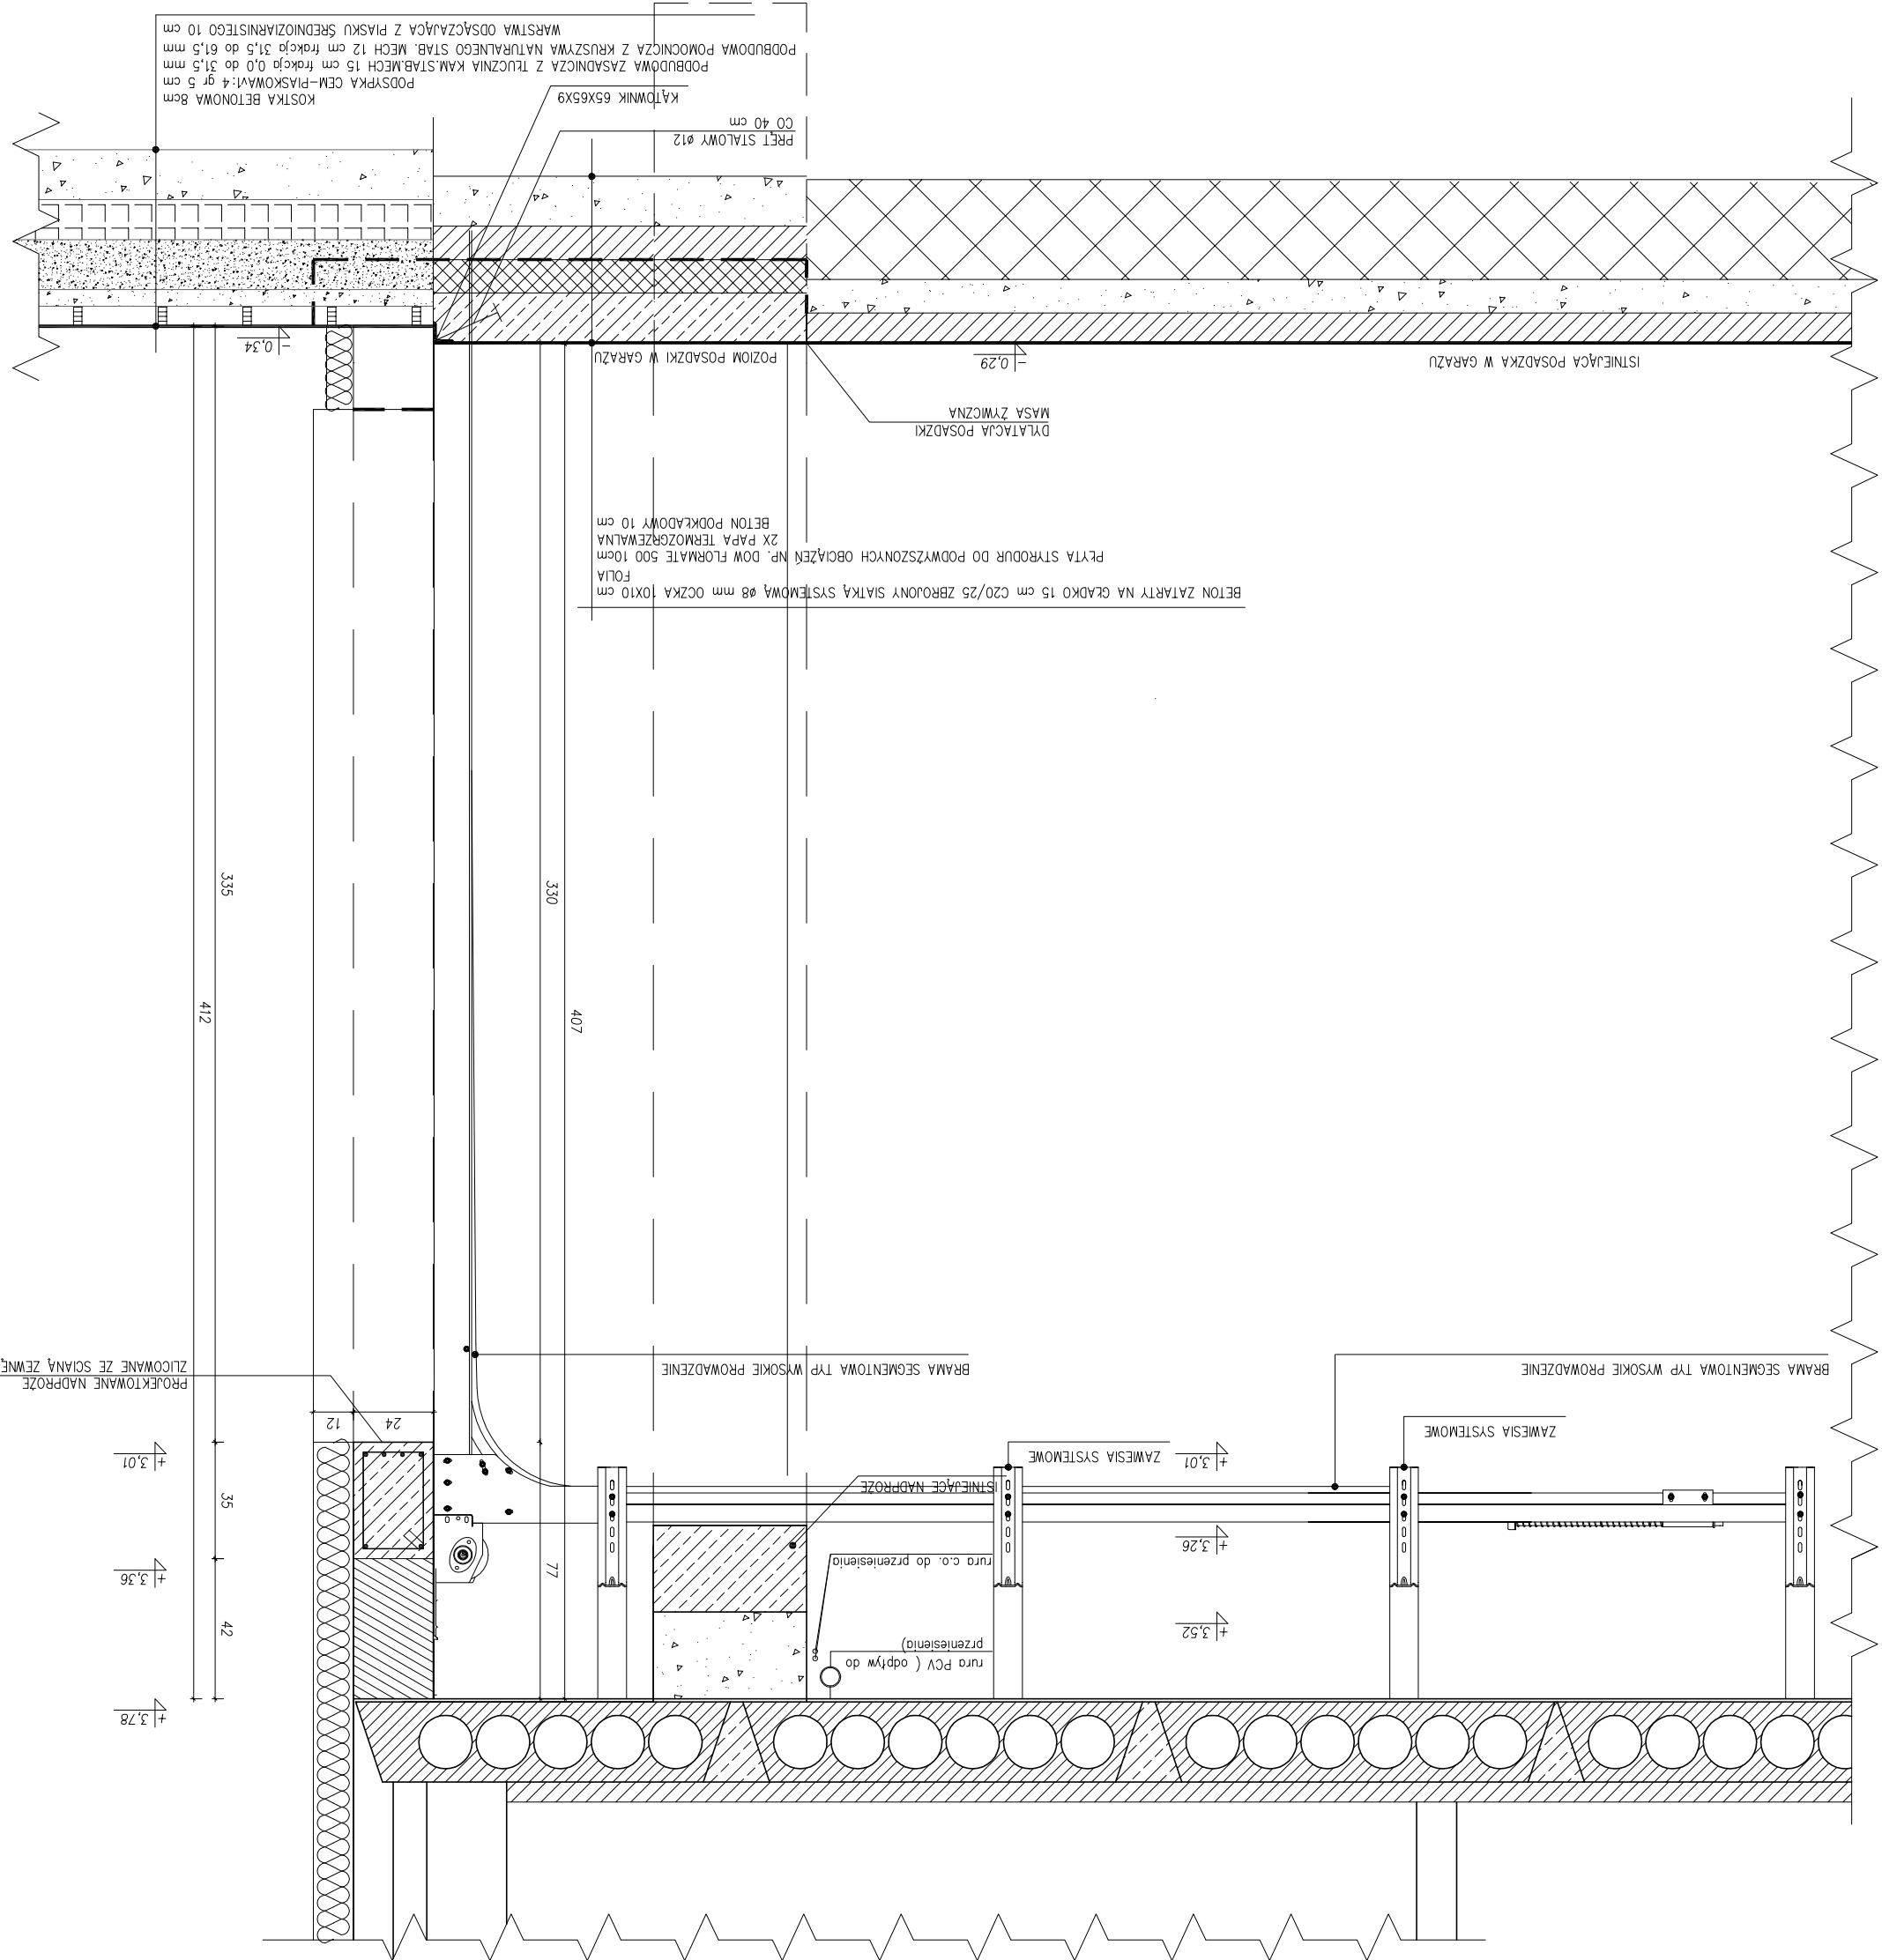 + 3,78
rura PCV ( odpływ do
przeniesienia)
+ 3,52
42
rura c.o. do przeniesienia
77
+ 3,36
+ 3,26
35
ISTNIEJĄCE NADPROŻE
ZAWIESIA SYSTEMOWE
+ 3,01
ZAWIESIA SYSTEMOWE
+ 3,01
24
12
BRAMA SEGMENTOWA TYP WYSOKIE PROWADZENIE
BRAMA SEGMENTOWA TYP WYSOKIE PROWADZENIE
PROJEKTOWANE NADPROŻE
ZLICOWANE ZE SCIANĄ ZEWNĘ
407
412
330
335
BETON ZATARTY NA GŁADKO 15 cm C20/25 ZBROJONY SIATKĄ SYSTEMOWĄ ø8 mm OCZKA 10X10 cm
FOLIA
PŁYTA STYRODUR DO PODWYŻSZONYCH OBCIĄŻEŃ NP. DOW FLORMATE 500 10cm
2X PAPA TERMOZGRZEWALNA
BETON PODKŁADOWY 10 cm
DYLATACJA POSADZKI
MASA ŻYWICZNA
ISTNIEJĄCA POSADZKA W GARAŻU
- 0,29
POZIOM POSADZKI W GARAŻU
- 0,34
PRĘT STALOWY ø12
CO 40 cm
KĄTOWNIK 65X65X9
KOSTKA BETONOWA 8cm
PODSYPKA CEM-PIASKOWAv1:4 gr 5 cm
PODBUDOWA ZASADNICZA Z TŁUCZNIA KAM.STAB.MECH 15 cm frakcja 0,0 do 31,5 mm
PODBUDOWA POMOCNICZA Z KRUSZYWA NATURALNEGO STAB. MECH 12 cm frakcja 31,5 do 61,5 mm
WARSTWA ODSĄCZAJĄCA Z PIASKU ŚREDNIOZIARNISTEGO 10 cm